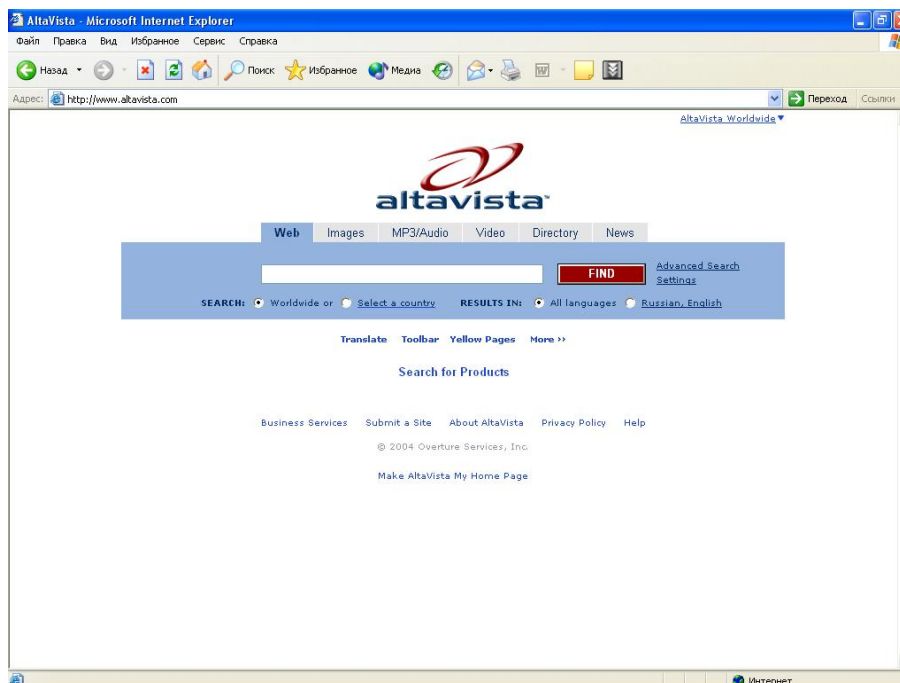 AltaVista - Microsoft Internet Explorer
Файл Правка Вид Избранное Сервис Справка
Назад Поиск Избранное Медиа
Адрес: http://www.altavista.com Переход Ссылки
AltaVista Worldwide
altavista
Web Images MP3/Audio Video Directory News
FIND Advanced Search
Settings
SEARCH: Worldwide or Select a country RESULTS IN: All languages Russian, English
Translate Toolbar Yellow Pages More ››
Search for Products
Business Services Submit a Site About AltaVista Privacy Policy Help
© 2004 Overture Services, Inc.
Make AltaVista My Home Page
Интернет